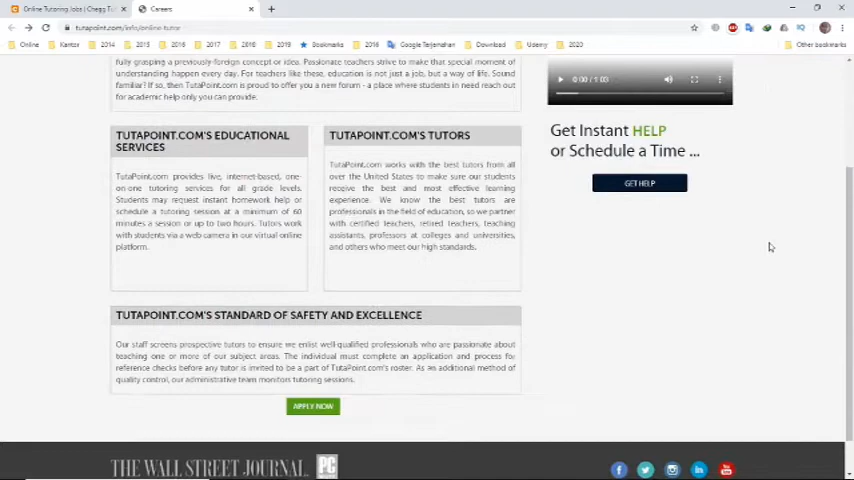 Online Tutoring Jobs | Chegg Tut
Careers
tutapoint.com/info/online-tutor
Online
Kantor
2014
2015
2016
2017
2018
2019
Bookmarks
2016
Google Terjemahan
Download
Udemy
2020
Other bookmarks
fully grasping a previously-foreign concept or idea. Passionate teachers strive to make that special moment of
understanding happen every day. For teachers like these, education is not just a job, but a way of life. Sound
familiar? If so, then TutaPoint.com is proud to offer you a new forum - a place where students in need reach out
for academic help only you can provide.
0:00 / 1:03
Get Instant HELP
or Schedule a Time ...
GET HELP
TUTAPOINT.COM'S EDUCATIONAL
SERVICES
TutaPoint.com provides live, internet-based, one-
on-one tutoring services for all grade levels.
Students may request instant homework help or
schedule a tutoring session at a minimum of 60
minutes a session or up to two hours. Tutors work
with students via a web camera in our virtual online
platform.
TUTAPOINT.COM'S TUTORS
TutaPoint.com works with the best tutors from all
over the United States to make sure our students
receive the best and most effective learning
experience. We know the best tutors are
professionals in the field of education, so we partner
with certified teachers, retired teachers, teaching
assistants, professors at colleges and universities,
and others who meet our high standards.
TUTAPOINT.COM'S STANDARD OF SAFETY AND EXCELLENCE
Our staff screens prospective tutors to ensure we enlist well-qualified professionals who are passionate about
teaching one or more of our subject areas. The individual must complete an application and process for
reference checks before any tutor is invited to be a part of TutaPoint.com's roster. As an additional method of
quality control, our administrative team monitors tutoring sessions.
APPLY NOW
THE WALL STREET JOURNAL.
PC